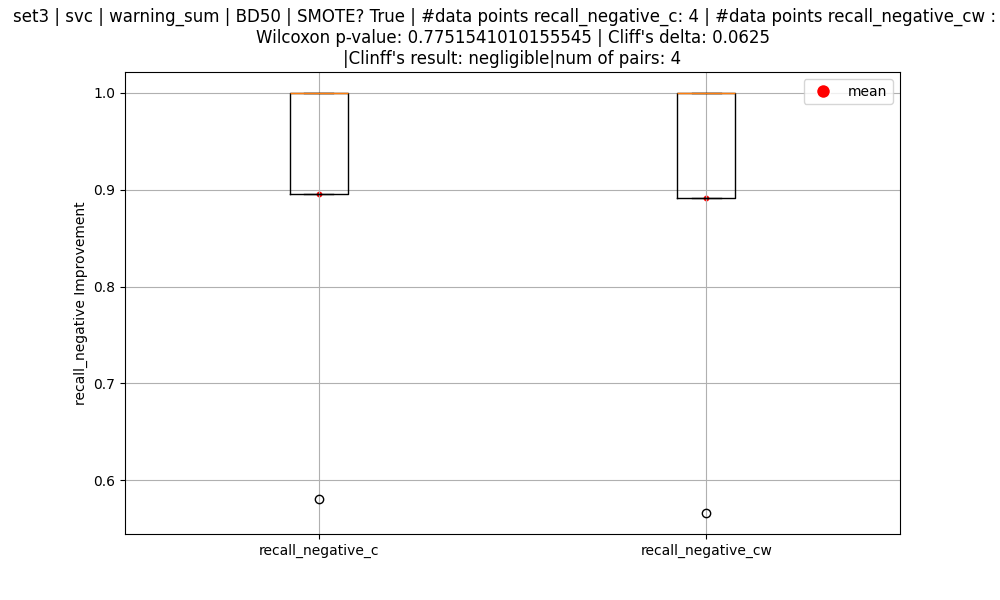 set3 | svc | warning_sum | BD50 | SMOTE? True | #data points recall_negative_c: 4 | #data points recall_negative_cw :
Wilcoxon p-value: 0.7751541010155545 | Cliff's delta: 0.0625
|Clinff's result: negligible|num of pairs: 4
mean
1.0
0.9
0.8
0.7
0.6
recall_negative Improvement
recall_negative_c
recall_negative_cw